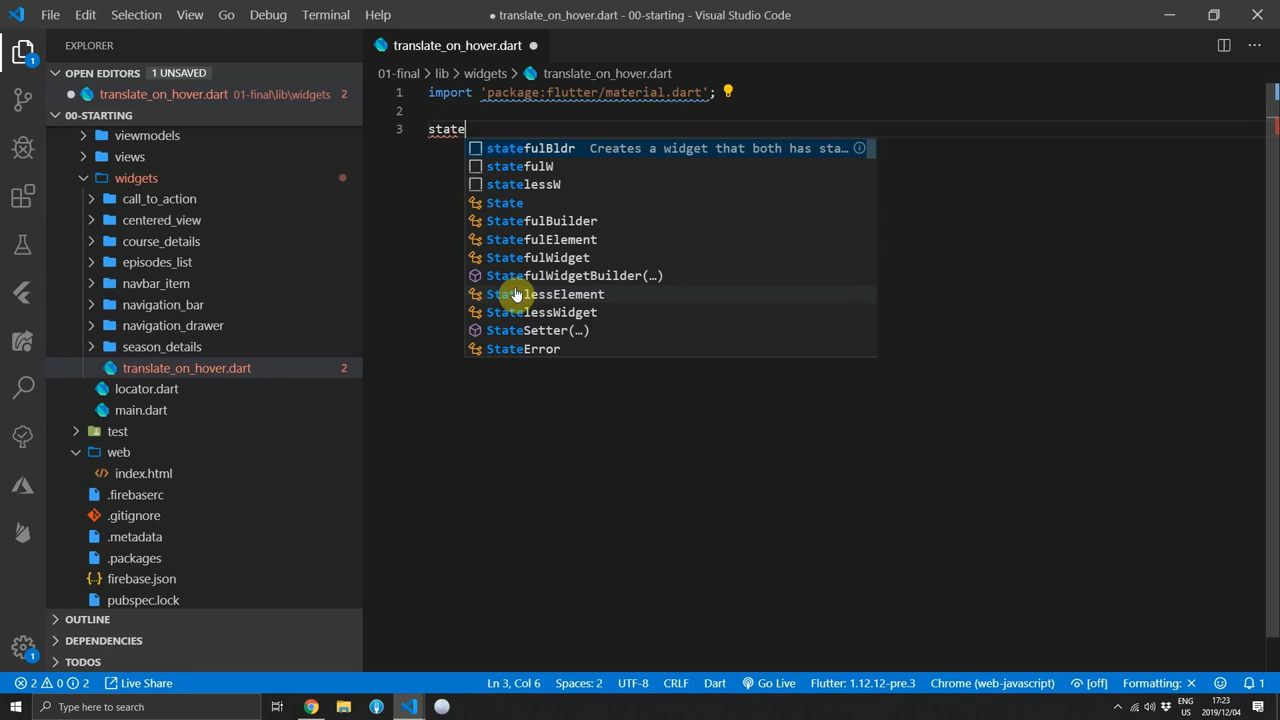 File Edit Selection View Go Debug Terminal Help
● translate_on_hover.dart - 00-starting - Visual Studio Code
EXPLORER
OPEN EDITORS 1 UNSAVED
translate_on_hover.dart 01-final\lib\widgets 2
00-STARTING
viewmodels
views
widgets
call_to_action
centered_view
course_details
episodes_list
navbar_item
navigation_bar
navigation_drawer
season_details
translate_on_hover.dart 2
locator.dart
main.dart
test
web
index.html
.firebaserc
.gitignore
.metadata
.packages
firebase.json
pubspec.lock
OUTLINE
DEPENDENCIES
TODOS
translate_on_hover.dart
01-final > lib > widgets > translate_on_hover.dart
1 import 'package:flutter/material.dart';
2
3 state
statefulBldr Creates a widget that both has sta…
statefulW
statelessW
State
StatefulBuilder
StatefulElement
StatefulWidget
StatefulWidgetBuilder(…)
StatelessElement
StatelessWidget
StateSetter(…)
StateError
1
1
2 0 2 Live Share
Ln 3, Col 6 Spaces: 2 UTF-8 CRLF Dart Go Live Flutter: 1.12.12-pre.3 Chrome (web-javascript) [off] Formatting: ✕ 1
Type here to search
ENG
US
17:23
2019/12/04
1